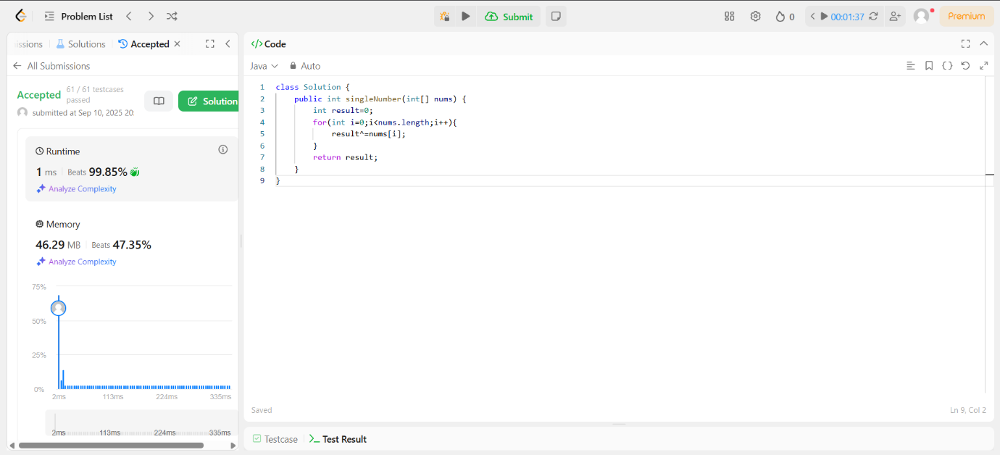 Problem List
Submit
0
00:01:37
Premium
issions
Solutions
Accepted
All Submissions
Accepted
61 / 61 testcases
passed
submitted at Sep 10, 2025 20:
Solution
Runtime
1 ms
Beats 99.85%
Analyze Complexity
Memory
46.29 MB
Beats 47.35%
Analyze Complexity
75%
50%
25%
0%
2ms 113ms 224ms 335ms
2ms 113ms 224ms 335ms
</> Code
Java
Auto
1 class Solution {
2 public int singleNumber(int[] nums) {
3 int result=0;
4 for(int i=0;i<nums.length;i++){
5 result^=nums[i];
6 }
7 return result;
8 }
9 }
Saved
Ln 9, Col 2
Testcase
Test Result